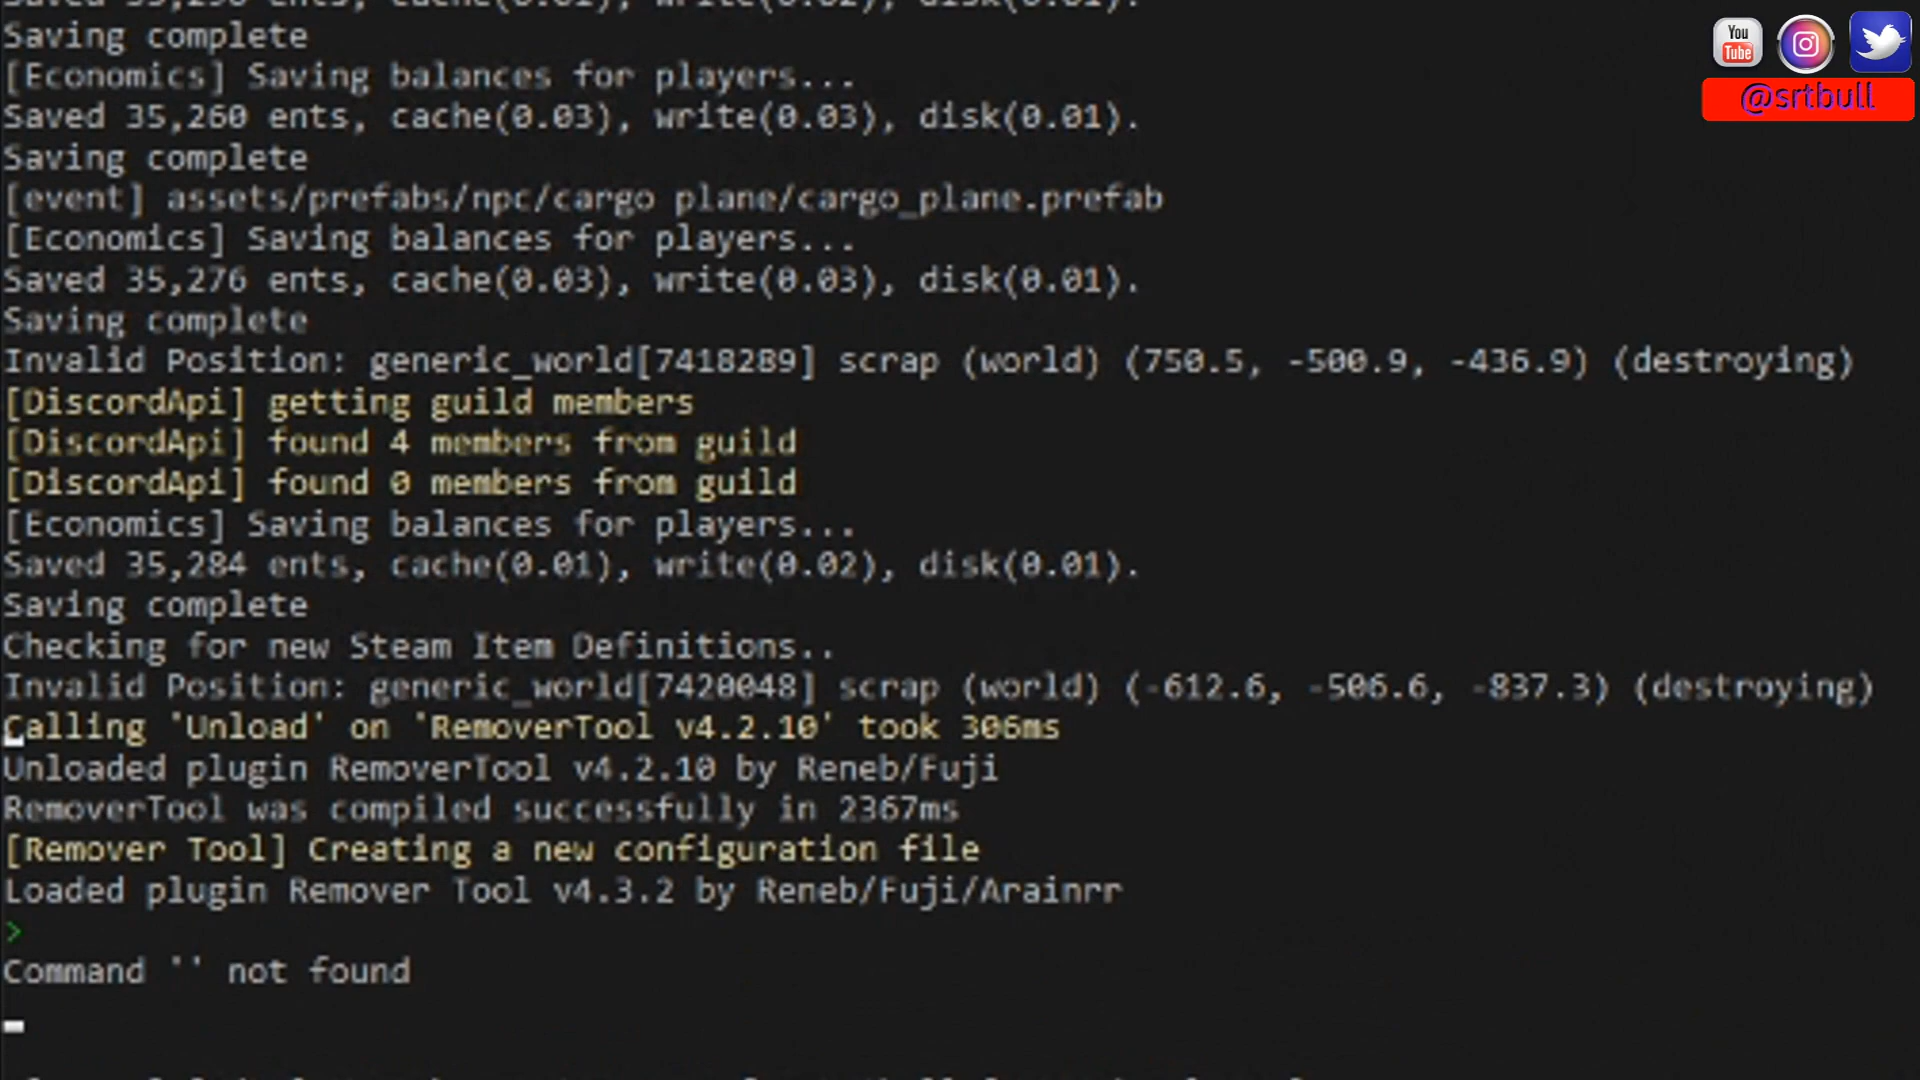 Saving complete
[Economics] Saving balances for players...
Saved 35,260 ents, cache(0.03), write(0.03), disk(0.01).
Saving complete
[event] assets/prefabs/npc/cargo plane/cargo_plane.prefab
[Economics] Saving balances for players...
Saved 35,276 ents, cache(0.03), write(0.03), disk(0.01).
Saving complete
Invalid Position: generic_world[7418289] scrap (world) (750.5, -500.9, -436.9) (destroying)
[DiscordApi] getting guild members
[DiscordApi] found 4 members from guild
[DiscordApi] found 0 members from guild
[Economics] Saving balances for players...
Saved 35,284 ents, cache(0.01), write(0.02), disk(0.01).
Saving complete
Checking for new Steam Item Definitions..
Invalid Position: generic_world[7420048] scrap (world) (-612.6, -506.6, -837.3) (destroying)
Calling 'Unload' on 'RemoverTool v4.2.10' took 306ms
Unloaded plugin RemoverTool v4.2.10 by Reneb/Fuji
RemoverTool was compiled successfully in 2367ms
[Remover Tool] Creating a new configuration file
Loaded plugin Remover Tool v4.3.2 by Reneb/Fuji/Arainrr
>
Command '' not found
You
Tube
@srtbull